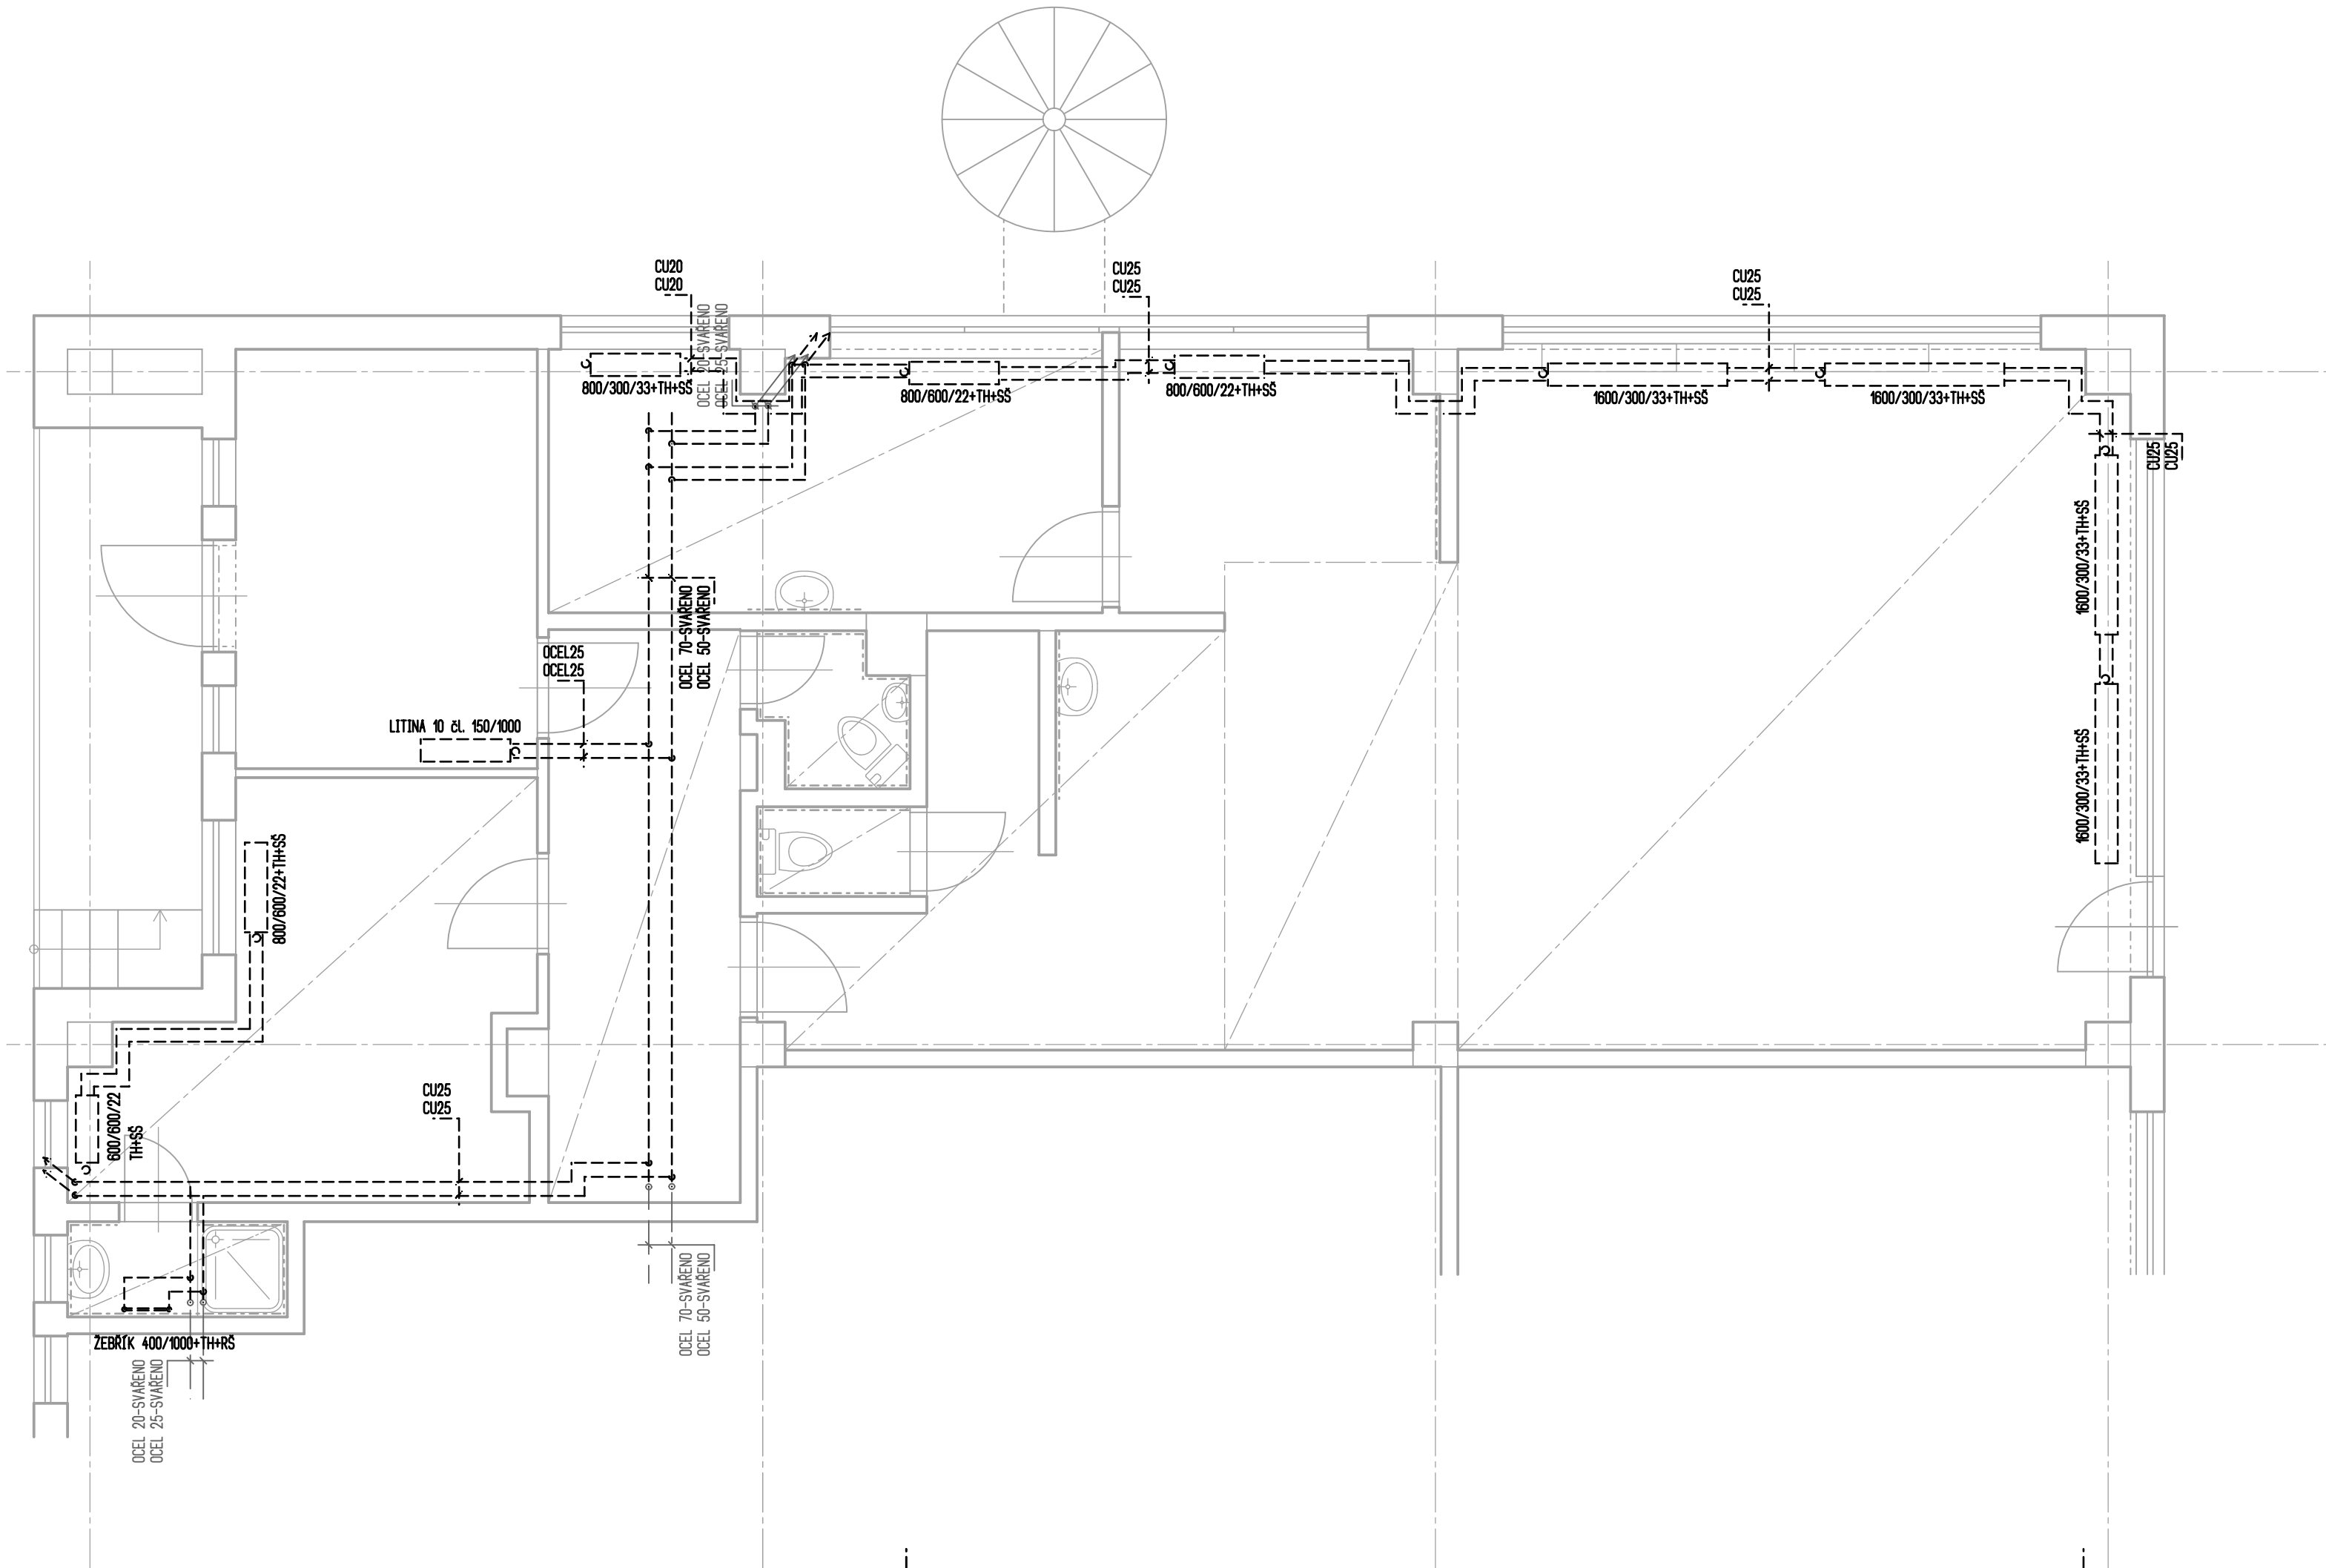 CU20
CU20
OCEL 20-SVAŘENO
OCEL 25-SVAŘENO
CU25
CU25
CU25
CU25
800/300/33+TH+SŠ
800/600/22+TH+SŠ
800/600/22+TH+SŠ
1600/300/33+TH+SŠ
1600/300/33+TH+SŠ
CU25
CU25
1600/300/33+TH+SŠ
1600/300/33+TH+SŠ
OCEL 70-SVAŘENO
OCEL 50-SVAŘENO
OCEL25
OCEL25
LITINA 10 čl. 150/1000
800/600/22+TH+SŠ
CU25
CU25
600/600/22
TH+SŠ
OCEL 70-SVAŘENO
OCEL 50-SVAŘENO
ŽEBŘÍK 400/1000+TH+RŠ
OCEL 20-SVAŘENO
OCEL 25-SVAŘENO